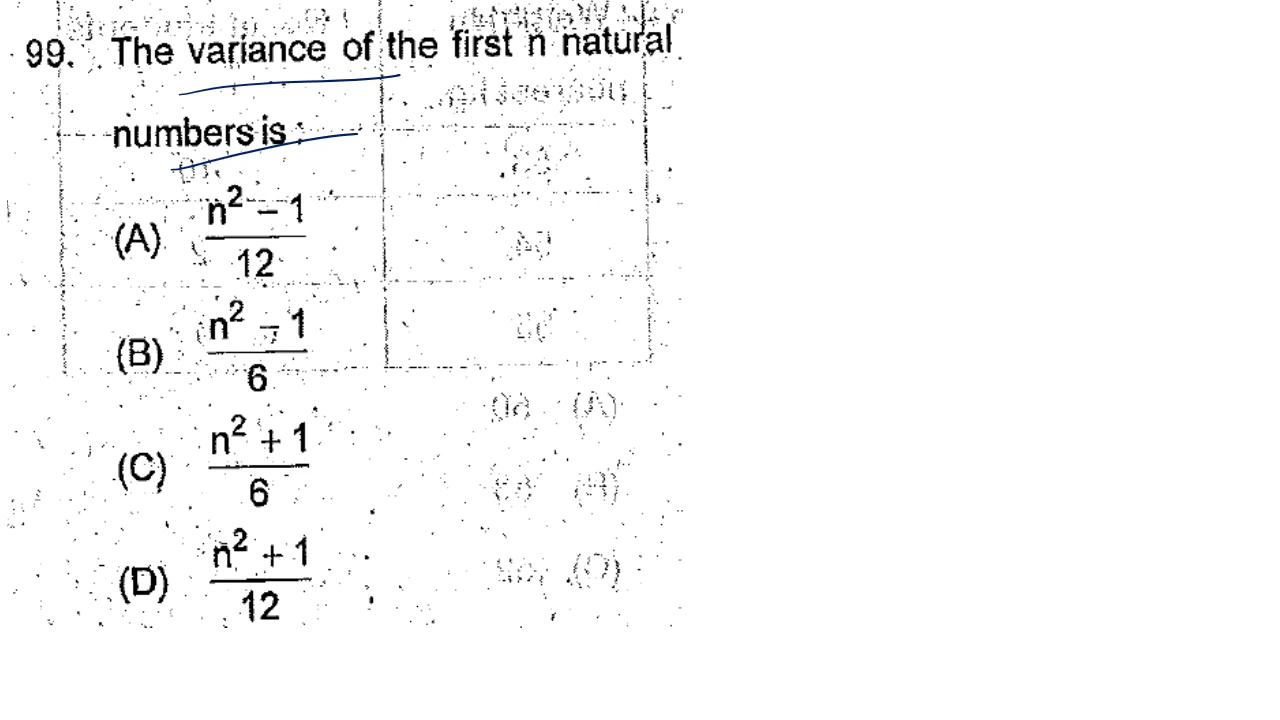 99. The variance of the first n natural
numbers is :
(A) n² – 1
12
(B) n² – 1
6
(C) n² + 1
6
(D) n² + 1
12